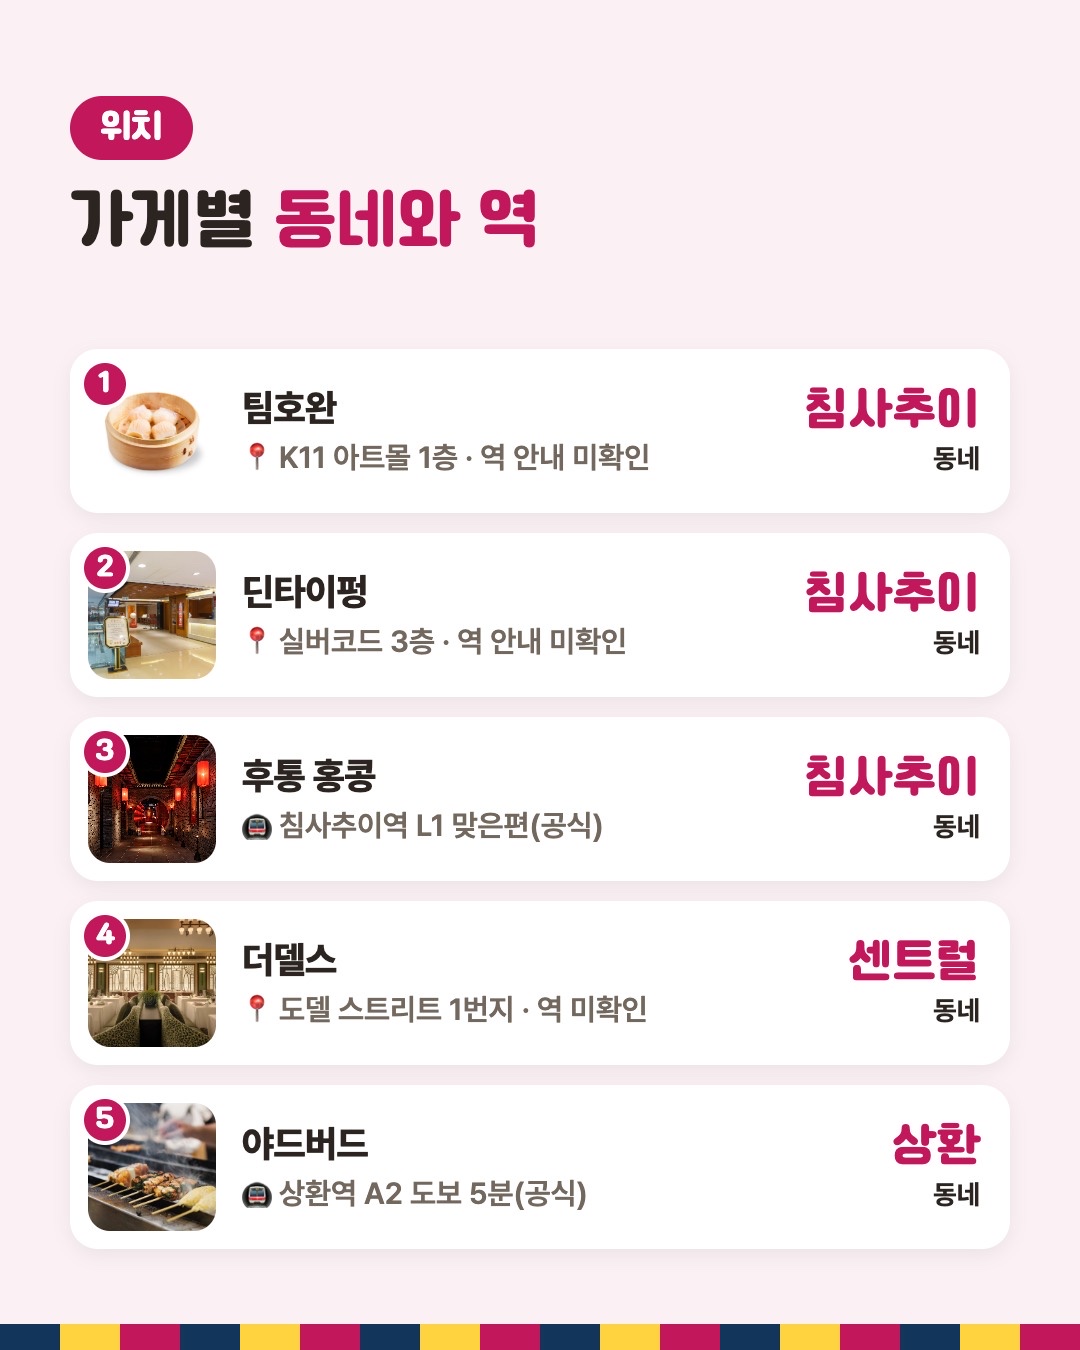 위치
가게별 동네와 역
1
팀호완
K11 아트몰 1층 · 역 안내 미확인
침사추이
동네
2
딘타이펑
실버코드 3층 · 역 안내 미확인
침사추이
동네
3
후통 홍콩
침사추이역 L1 맞은편(공식)
침사추이
동네
4
더델스
도델 스트리트 1번지 · 역 미확인
센트럴
동네
5
야드버드
상환역 A2 도보 5분(공식)
상환
동네